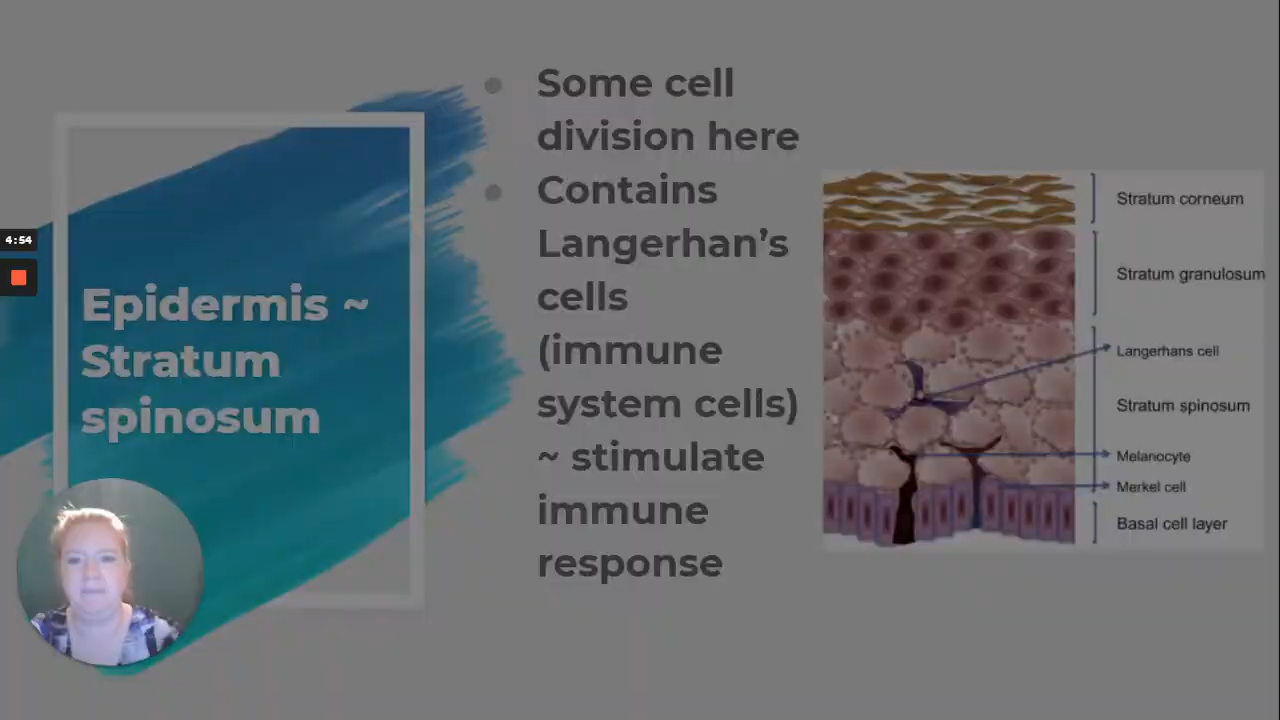 4:54
Epidermis ~
Stratum
spinosum
Some cell
division here
Contains
Langerhan’s
cells
(immune
system cells)
~ stimulate
immune
response
Stratum corneum
Stratum granulosum
Langerhans cell
Stratum spinosum
Melanocyte
Merkel cell
Basal cell layer